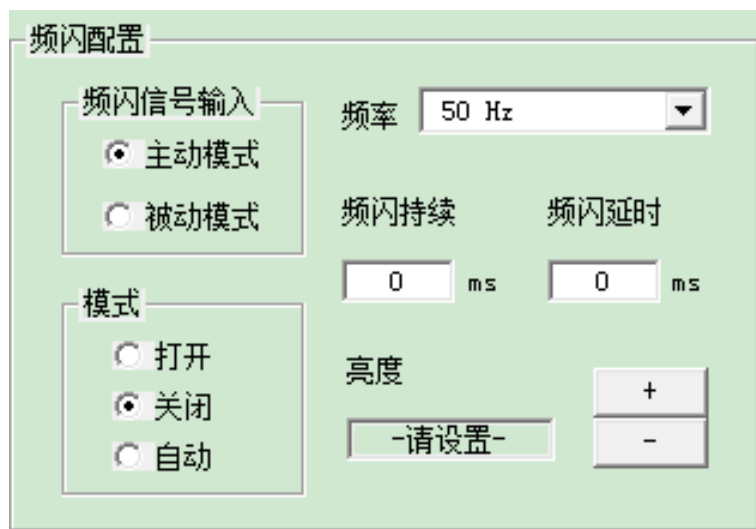 频闪配置
频闪信号输入
主动模式
被动模式
频率 50 Hz
频闪持续 频闪延时
0 ms 0 ms
模式
打开
关闭
自动
亮度
-请设置-
+
-